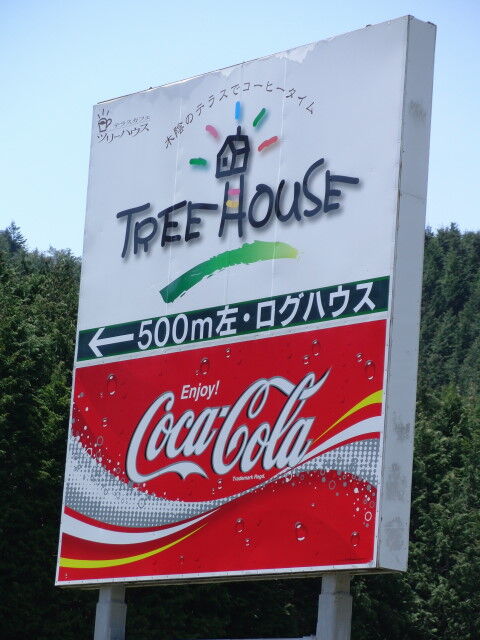 テラスカフェ
ツリーハウス
木陰のテラスでコーヒータイム
TREE HOUSE
←500m左・ログハウス
Enjoy!
Coca-Cola
Trademark Regd.